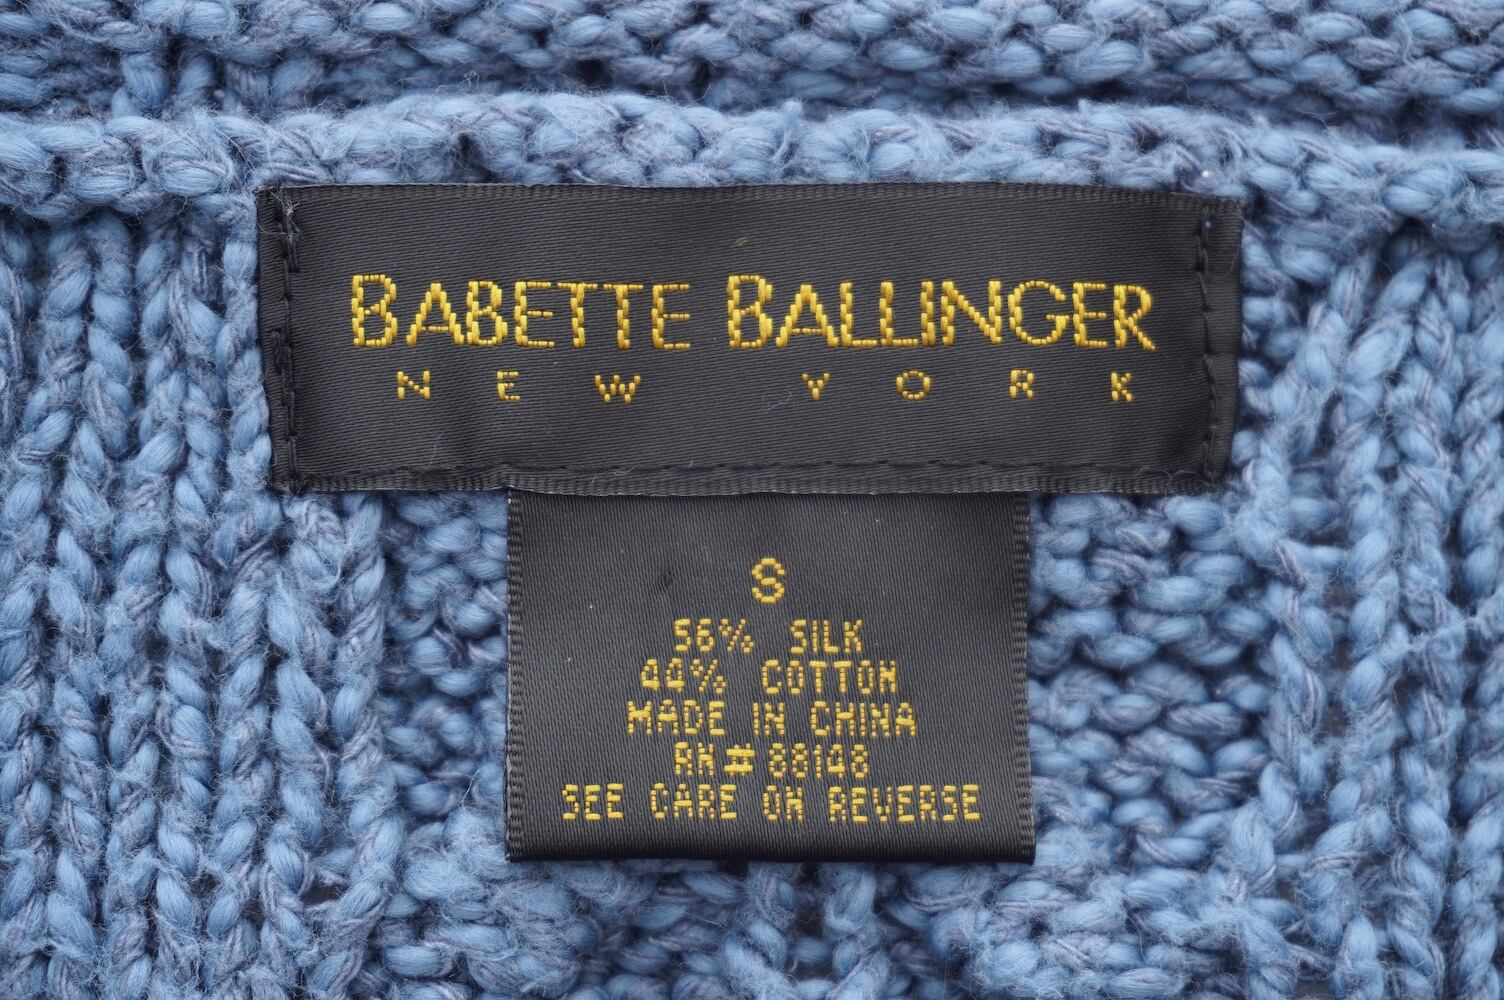 BABETTE BALLINGER
NEW YORK
S
56% SILK
44% COTTON
MADE IN CHINA
RN# 88148
SEE CARE ON REVERSE